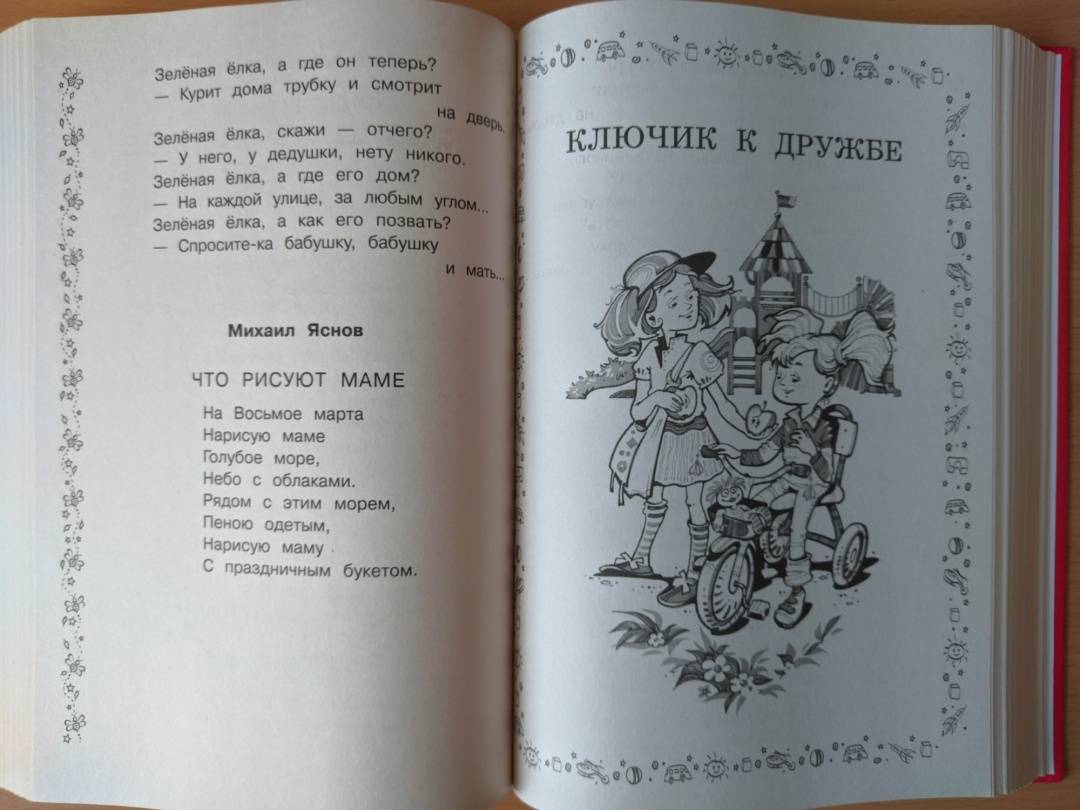 Зелёная ёлка, а где он теперь?
— Курит дома трубку и смотрит
на дверь.
Зелёная ёлка, скажи — отчего?
— У него, у дедушки, нету никого.
Зелёная ёлка, а где его дом?
— На каждой улице, за любым углом...
Зелёная ёлка, а как его позвать?
— Спросите-ка бабушку, бабушку
и мать...
Михаил Яснов
ЧТО РИСУЮТ МАМЕ
На Восьмое марта
Нарисую маме
Голубое море,
Небо с облаками.
Рядом с этим морем,
Пеною одетым,
Нарисую маму
С праздничным букетом.
КЛЮЧИК К ДРУЖБЕ